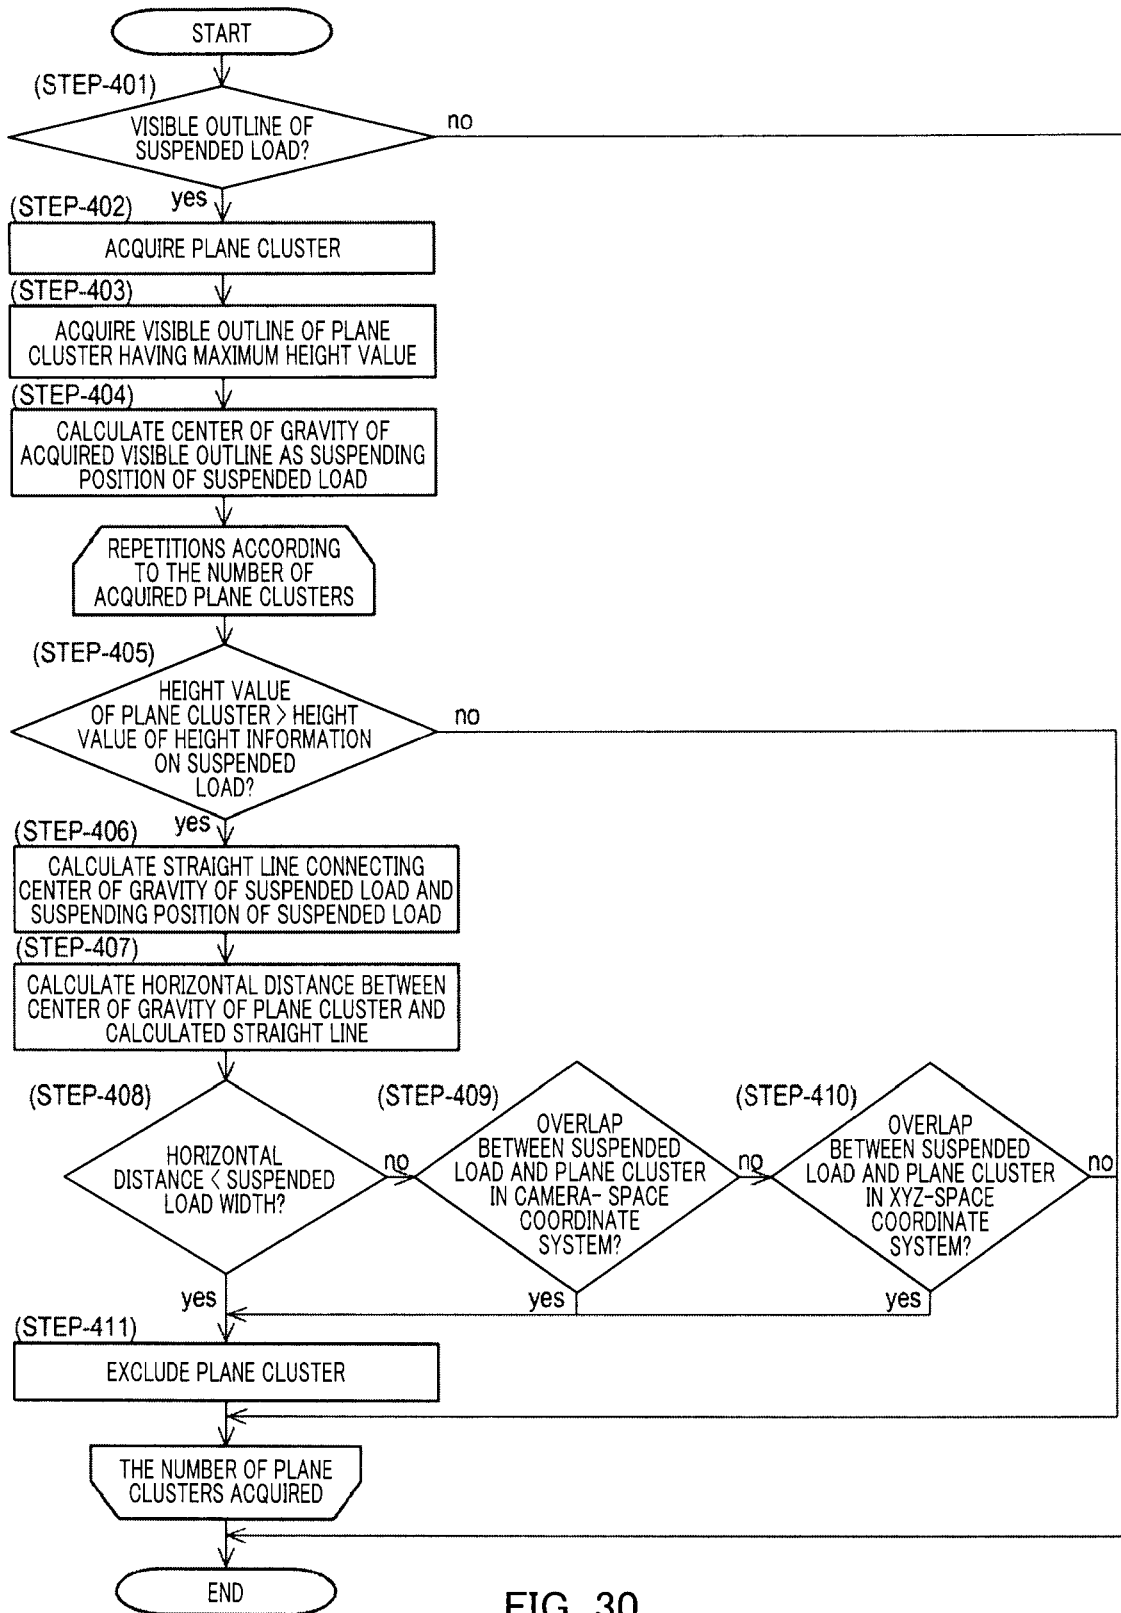 START
(STEP-401)
VISIBLE OUTLINE OF
SUSPENDED LOAD?
no
yes
(STEP-402)
ACQUIRE PLANE CLUSTER
(STEP-403)
ACQUIRE VISIBLE OUTLINE OF PLANE
CLUSTER HAVING MAXIMUM HEIGHT VALUE
(STEP-404)
CALCULATE CENTER OF GRAVITY OF
ACQUIRED VISIBLE OUTLINE AS SUSPENDING
POSITION OF SUSPENDED LOAD
REPETITIONS ACCORDING
TO THE NUMBER OF
ACQUIRED PLANE CLUSTERS
(STEP-405)
HEIGHT VALUE
OF PLANE CLUSTER > HEIGHT
VALUE OF HEIGHT INFORMATION
ON SUSPENDED
LOAD?
no
yes
(STEP-406)
CALCULATE STRAIGHT LINE CONNECTING
CENTER OF GRAVITY OF SUSPENDED LOAD AND
SUSPENDING POSITION OF SUSPENDED LOAD
(STEP-407)
CALCULATE HORIZONTAL DISTANCE BETWEEN
CENTER OF GRAVITY OF PLANE CLUSTER AND
CALCULATED STRAIGHT LINE
(STEP-408)
HORIZONTAL
DISTANCE < SUSPENDED
LOAD WIDTH?
no
yes
(STEP-409)
OVERLAP
BETWEEN SUSPENDED
LOAD AND PLANE CLUSTER
IN CAMERA- SPACE
COORDINATE
SYSTEM?
no
yes
(STEP-410)
OVERLAP
BETWEEN SUSPENDED
LOAD AND PLANE CLUSTER
IN XYZ-SPACE
COORDINATE
SYSTEM?
no
yes
(STEP-411)
EXCLUDE PLANE CLUSTER
THE NUMBER OF PLANE
CLUSTERS ACQUIRED
END
FIG. 30